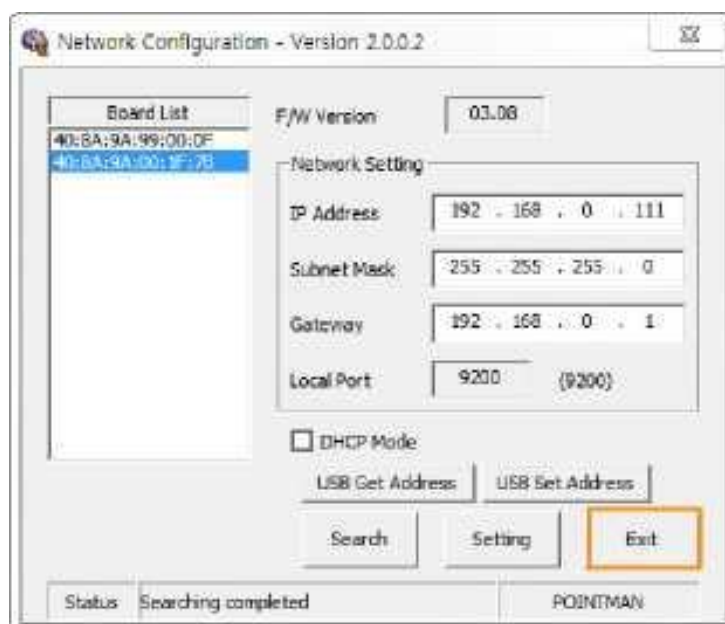 Network Configuration - Version 2.0.0.2
Board List
40:8A:9A:99:00:0F
40:8A:9A:00:1F:7B
F/W Version 03.08
Network Setting
IP Address 192 . 168 . 0 . 111
Subnet Mask 255 . 255 . 255 . 0
Gateway 192 . 168 . 0 . 1
Local Port 9200 (9200)
DHCP Mode
USB Get Address USB Set Address
Search Setting Exit
Status Searching completed POINTMAN